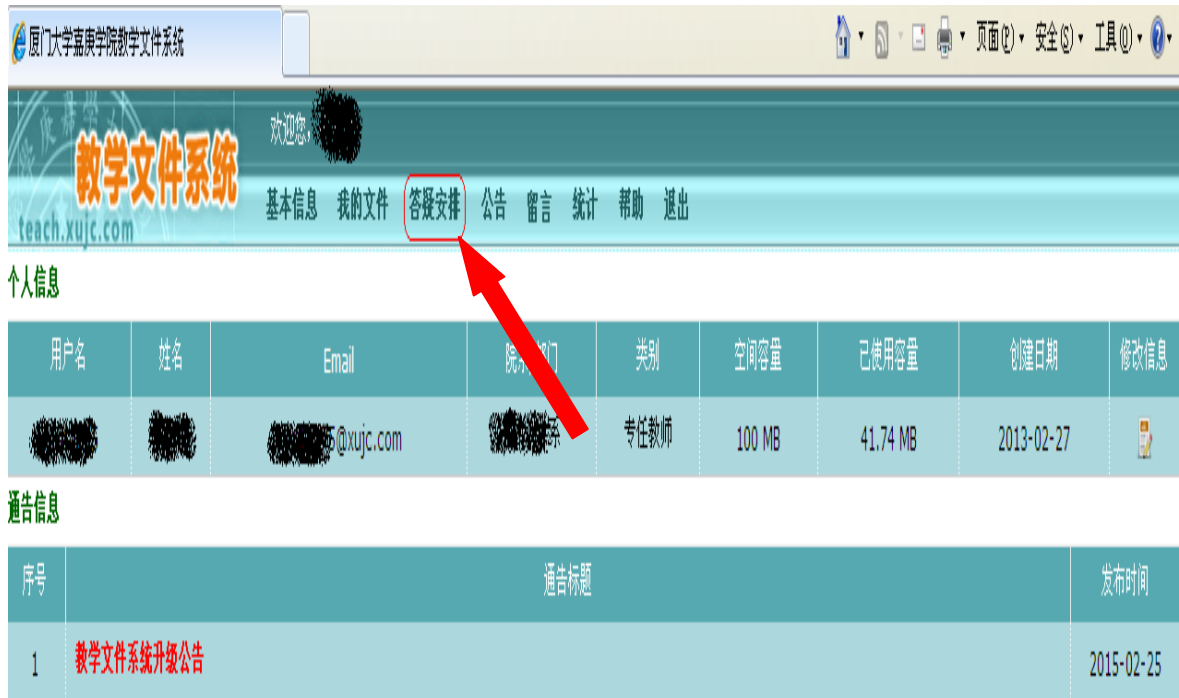 厦门大学嘉庚学院教学文件系统
页面(P) 安全(S) 工具(O)
欢迎您,
教学文件系统
teach.xujc.com
基本信息 我的文件 答疑安排 公告 留言 统计 帮助 退出
个人信息
用户名 姓名 Email 院系 部门 类别 空间容量 已使用容量 创建日期 修改信息
5@xujc.com 系 专任教师 100 MB 41.74 MB 2013-02-27
通告信息
序号 通告标题 发布时间
1 教学文件系统升级公告 2015-02-25